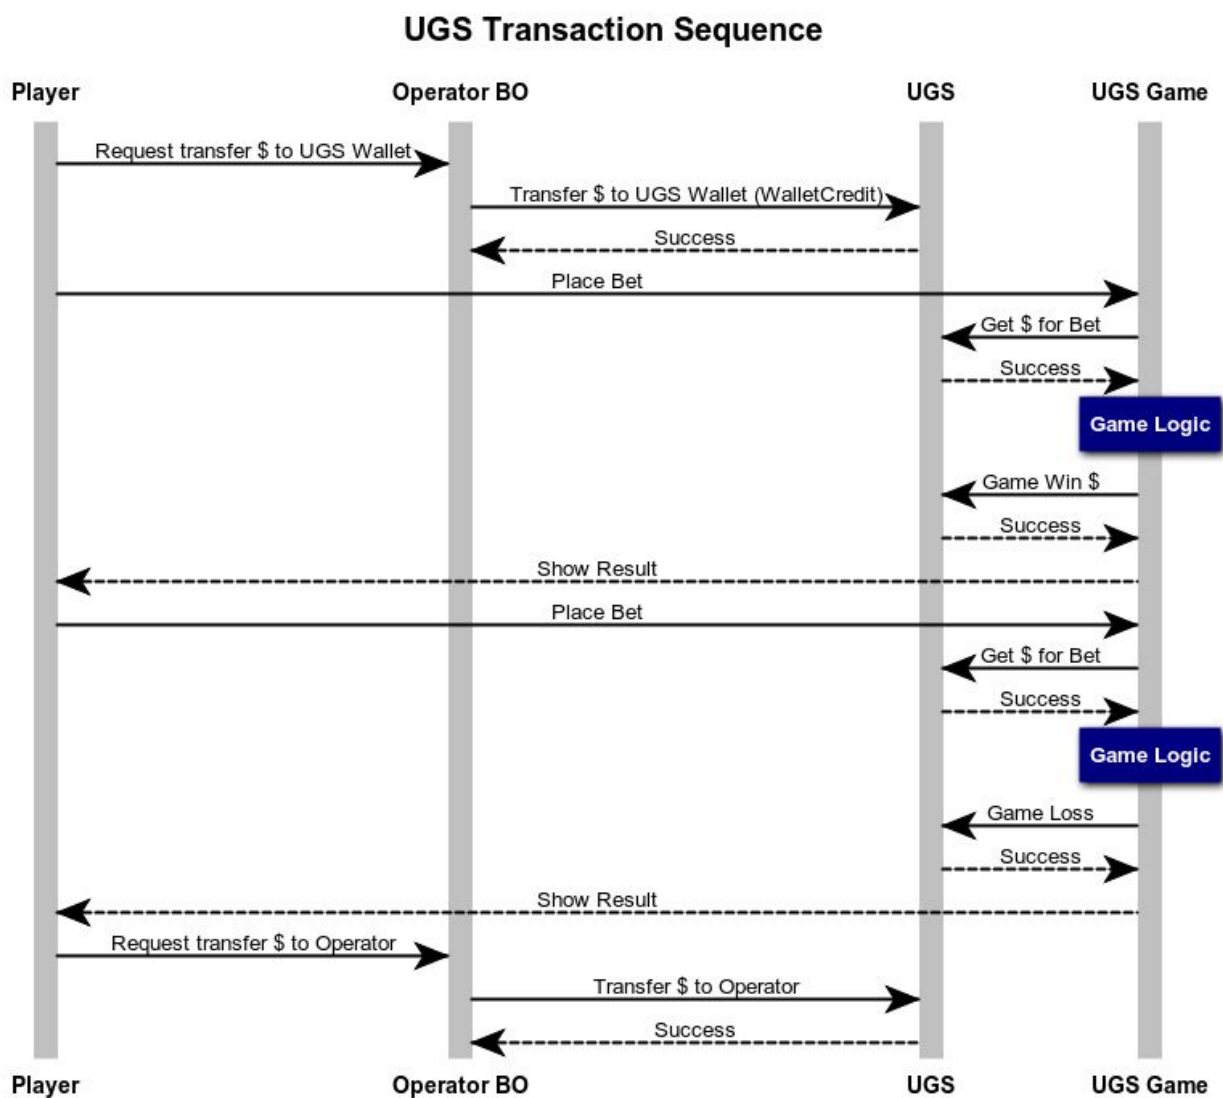 UGS Transaction Sequence
Player Operator BO UGS UGS Game
Request transfer $ to UGS Wallet
Transfer $ to UGS Wallet (WalletCredit)
Success
Place Bet
Get $ for Bet
Success
Game Logic
Game Win $
Success
Show Result
Place Bet
Get $ for Bet
Success
Game Logic
Game Loss
Success
Show Result
Request transfer $ to Operator
Transfer $ to Operator
Success
Player Operator BO UGS UGS Game